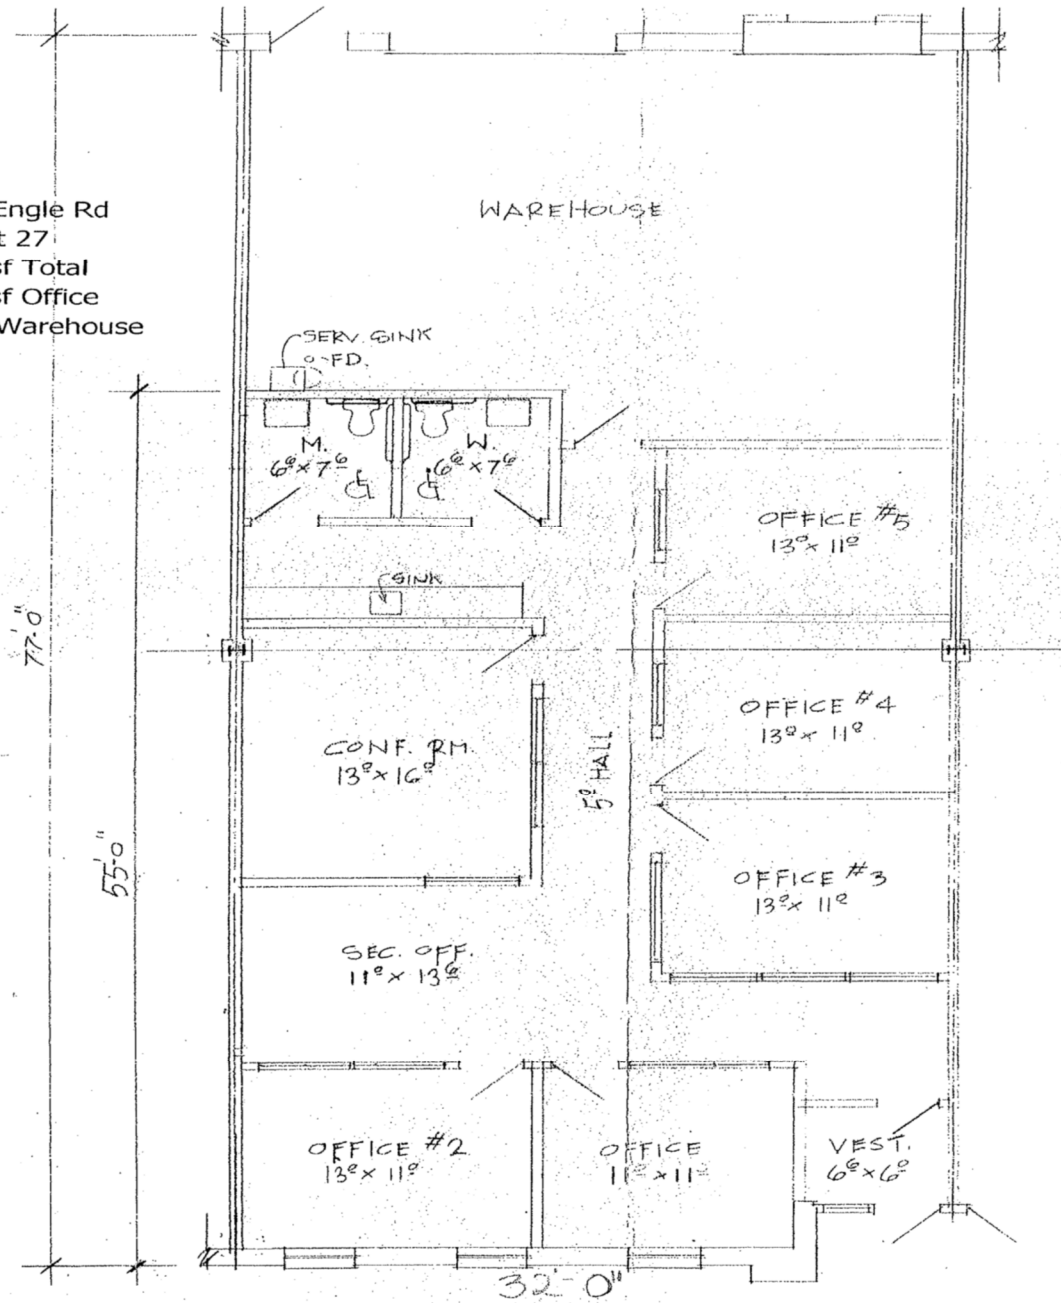 Engle Rd
t 27
sf Total
sf Office
Warehouse
WAREHOUSE
SERV. SINK
FD.
M.
6⁶ x 7⁶
W.
6⁶ x 7⁶
OFFICE #5
13⁰ x 11⁰
SINK
77'-0"
CONF. RM.
13⁰ x 16⁰
5⁰ HALL
OFFICE #4
13⁰ x 11⁰
55'-0"
OFFICE #3
13⁰ x 11⁰
SEC. OFF.
11⁰ x 13⁶
OFFICE #2
13⁰ x 11⁰
OFFICE
11⁰ x 11⁰
VEST.
6⁶ x 6⁰
32'-0"